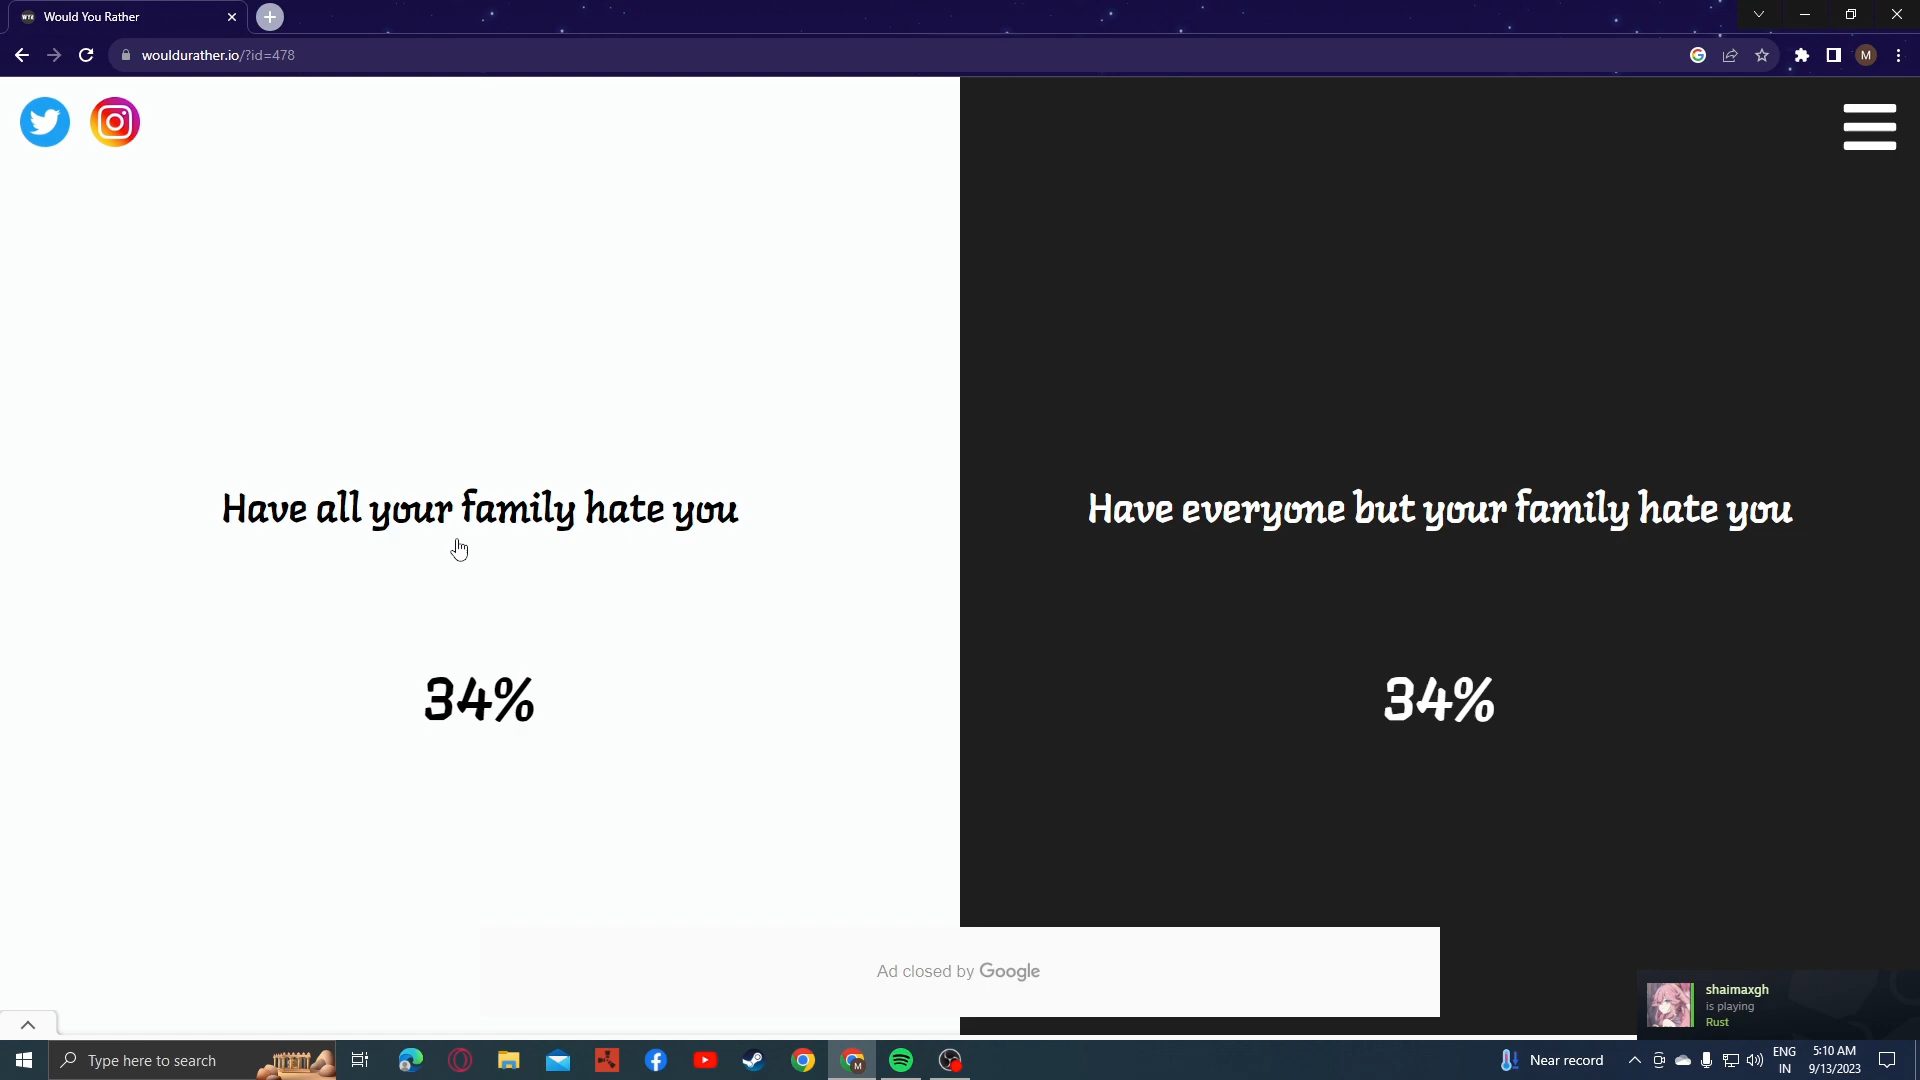 Would You Rather
wouldurather.io/?id=478
M
Have all your family hate you
Have everyone but your family hate you
34%
34%
Ad closed by Google
shaimaxgh
is playing
Rust
Type here to search
M
Near record
ENG
IN
5:10 AM
9/13/2023